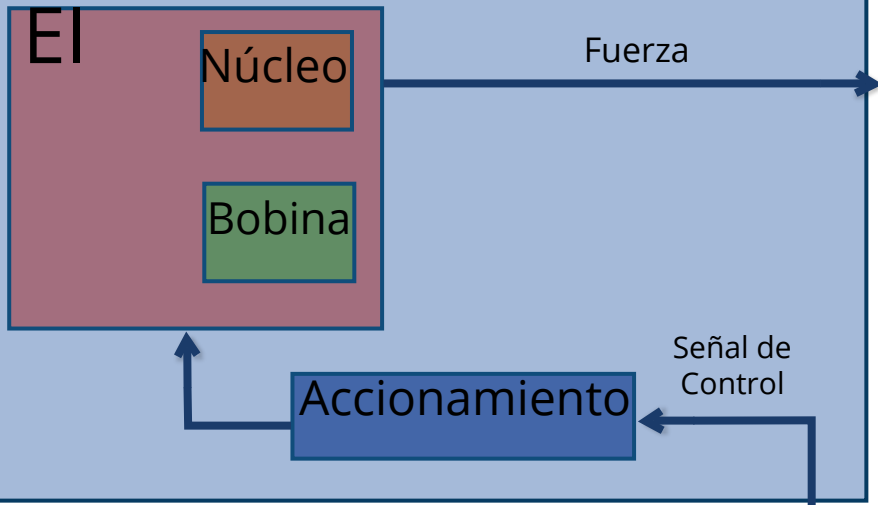 El
Núcleo
Fuerza
Bobina
Señal de
Control
Accionamiento